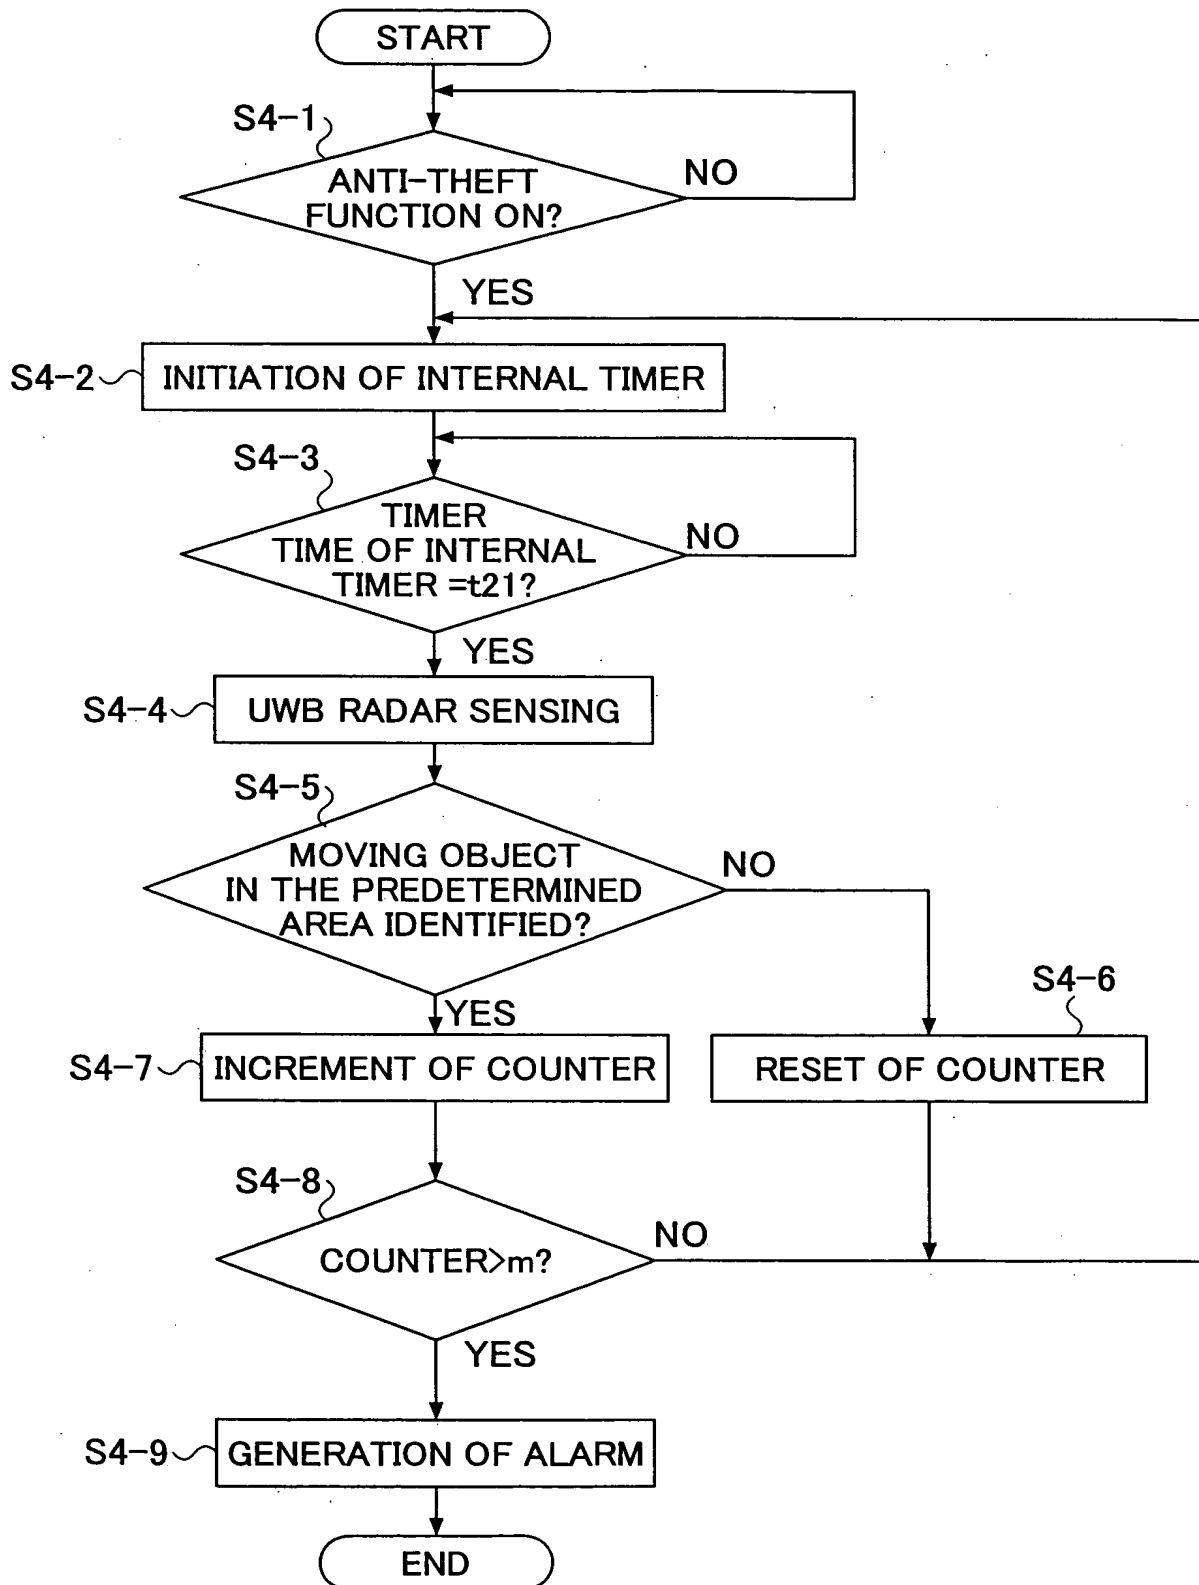 START
S4-1
ANTI-THEFT
FUNCTION ON?
NO
YES
S4-2
INITIATION OF INTERNAL TIMER
S4-3
TIMER
TIME OF INTERNAL
TIMER =t21?
NO
YES
S4-4
UWB RADAR SENSING
S4-5
MOVING OBJECT
IN THE PREDETERMINED
AREA IDENTIFIED?
NO
YES
S4-6
S4-7
INCREMENT OF COUNTER
RESET OF COUNTER
S4-8
COUNTER>m?
NO
YES
S4-9
GENERATION OF ALARM
END